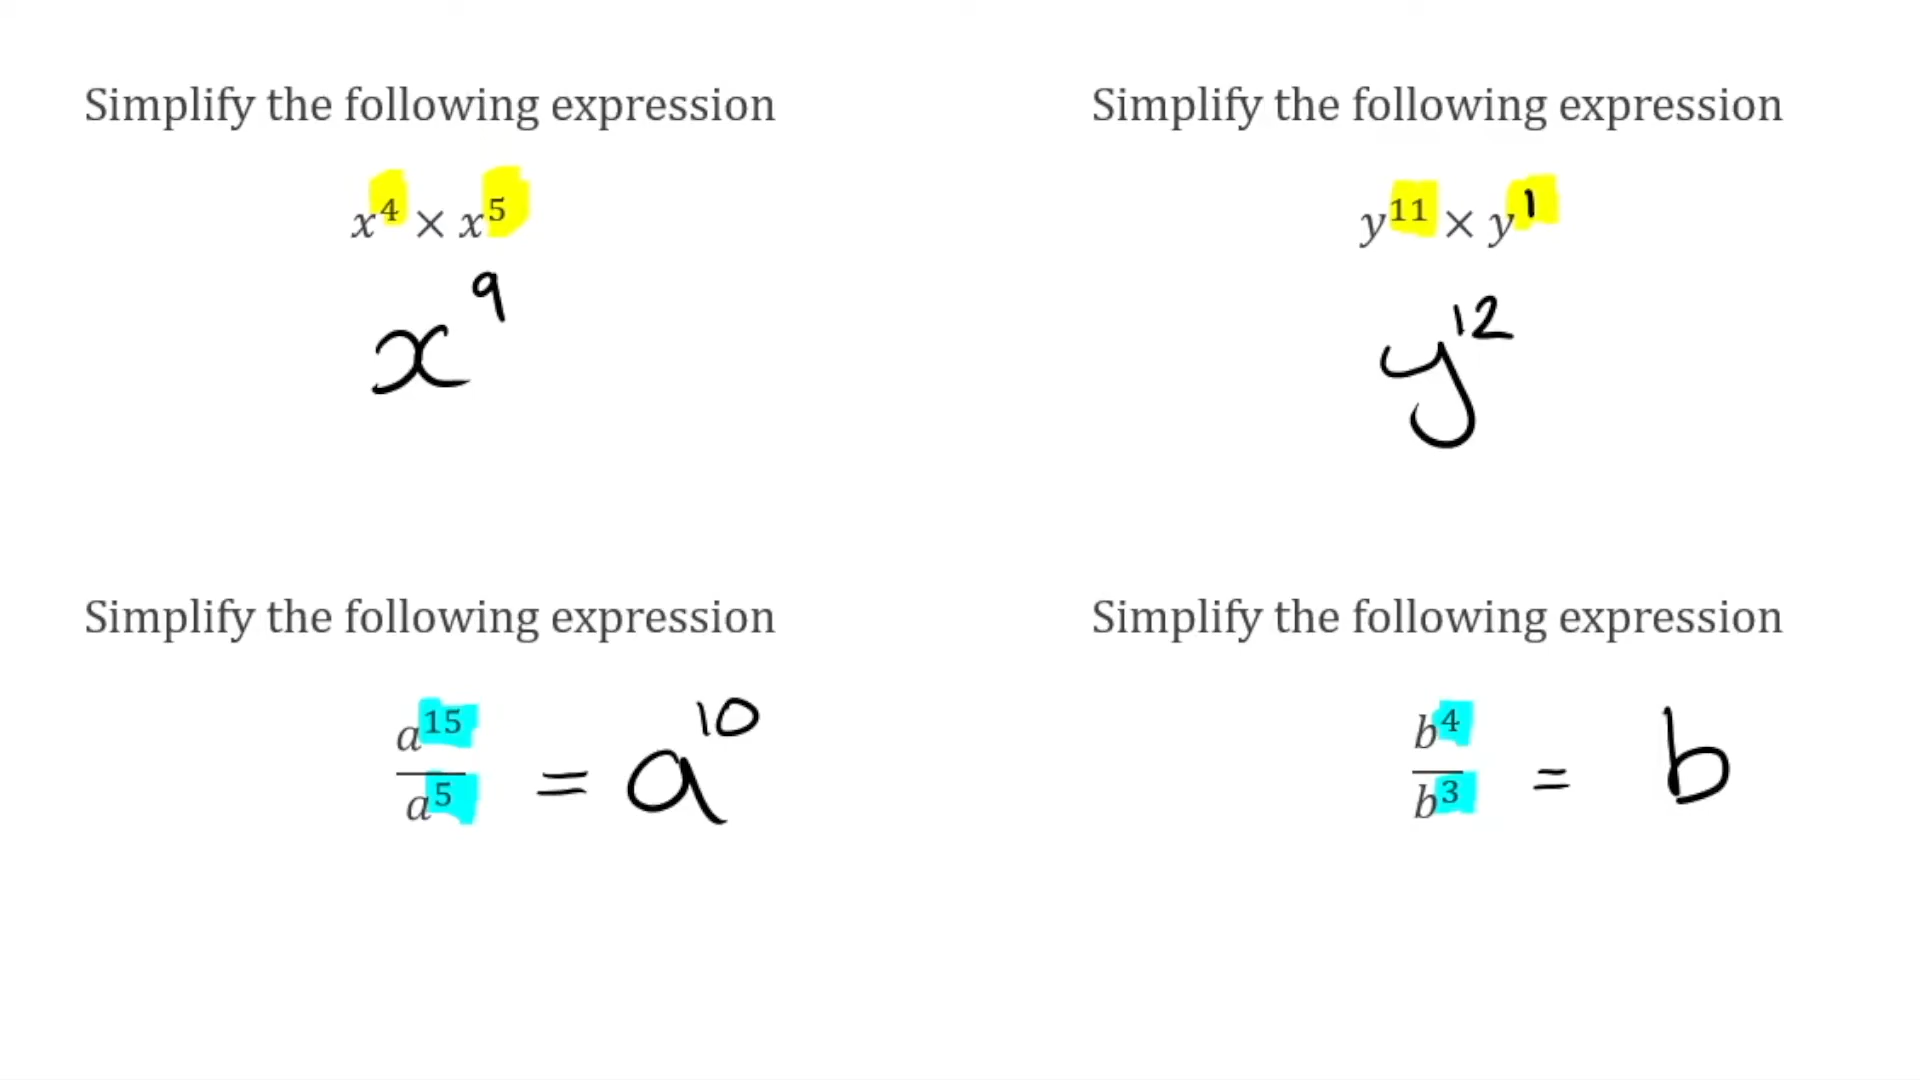 Simplify the following expression
x⁴ × x⁵
x⁹
Simplify the following expression
y¹¹ × y¹
y¹²
Simplify the following expression
a¹⁵
a⁵
= a¹⁰
Simplify the following expression
b⁴
b³
= b